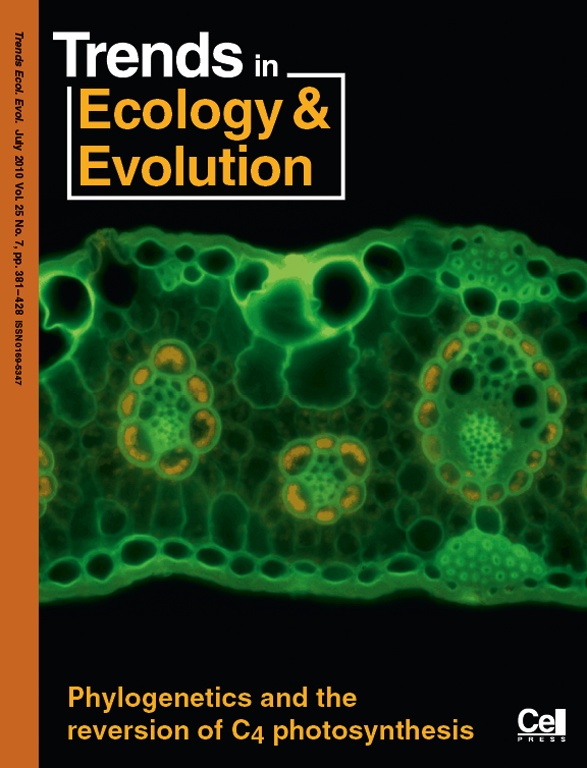 Trends in
Ecology &
Evolution
Trends Ecol. Evol. July 2010 Vol. 25 No. 7, pp. 381–428 ISSN 0169-5347
Phylogenetics and the
reversion of C4 photosynthesis
Cell
PRESS